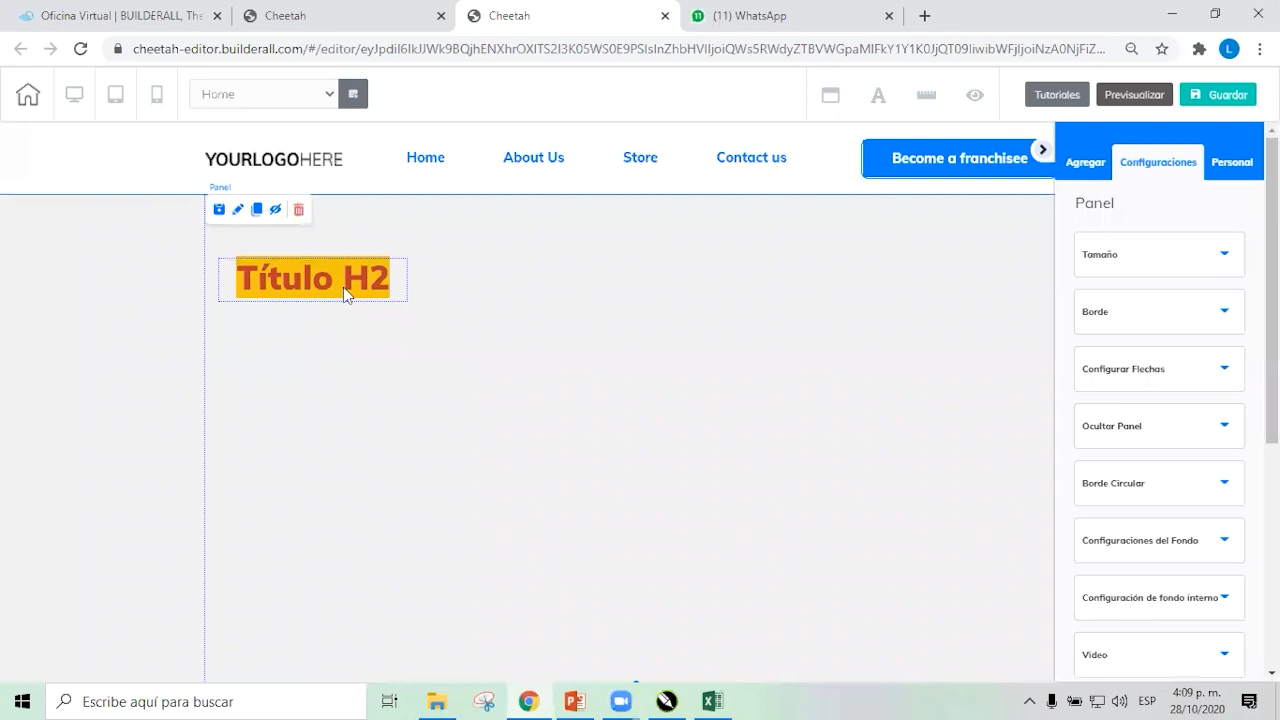 Oficina Virtual | BUILDERALL, The
Cheetah
Cheetah
(11) WhatsApp
cheetah-editor.builderall.com/#/editor/
L
Home
Tutoriales
Previsualizar
Guardar
YOURLOGOHERE
Home
About Us
Store
Contact us
Become a franchisee
Agregar
Configuraciones
Personal
Panel
Panel
Título H2
Tamaño
Borde
Configurar Flechas
Ocultar Panel
Borde Circular
Configuraciones del Fondo
Configuración de fondo interno
Video
Escribe aquí para buscar
ESP
4:09 p. m.
28/10/2020